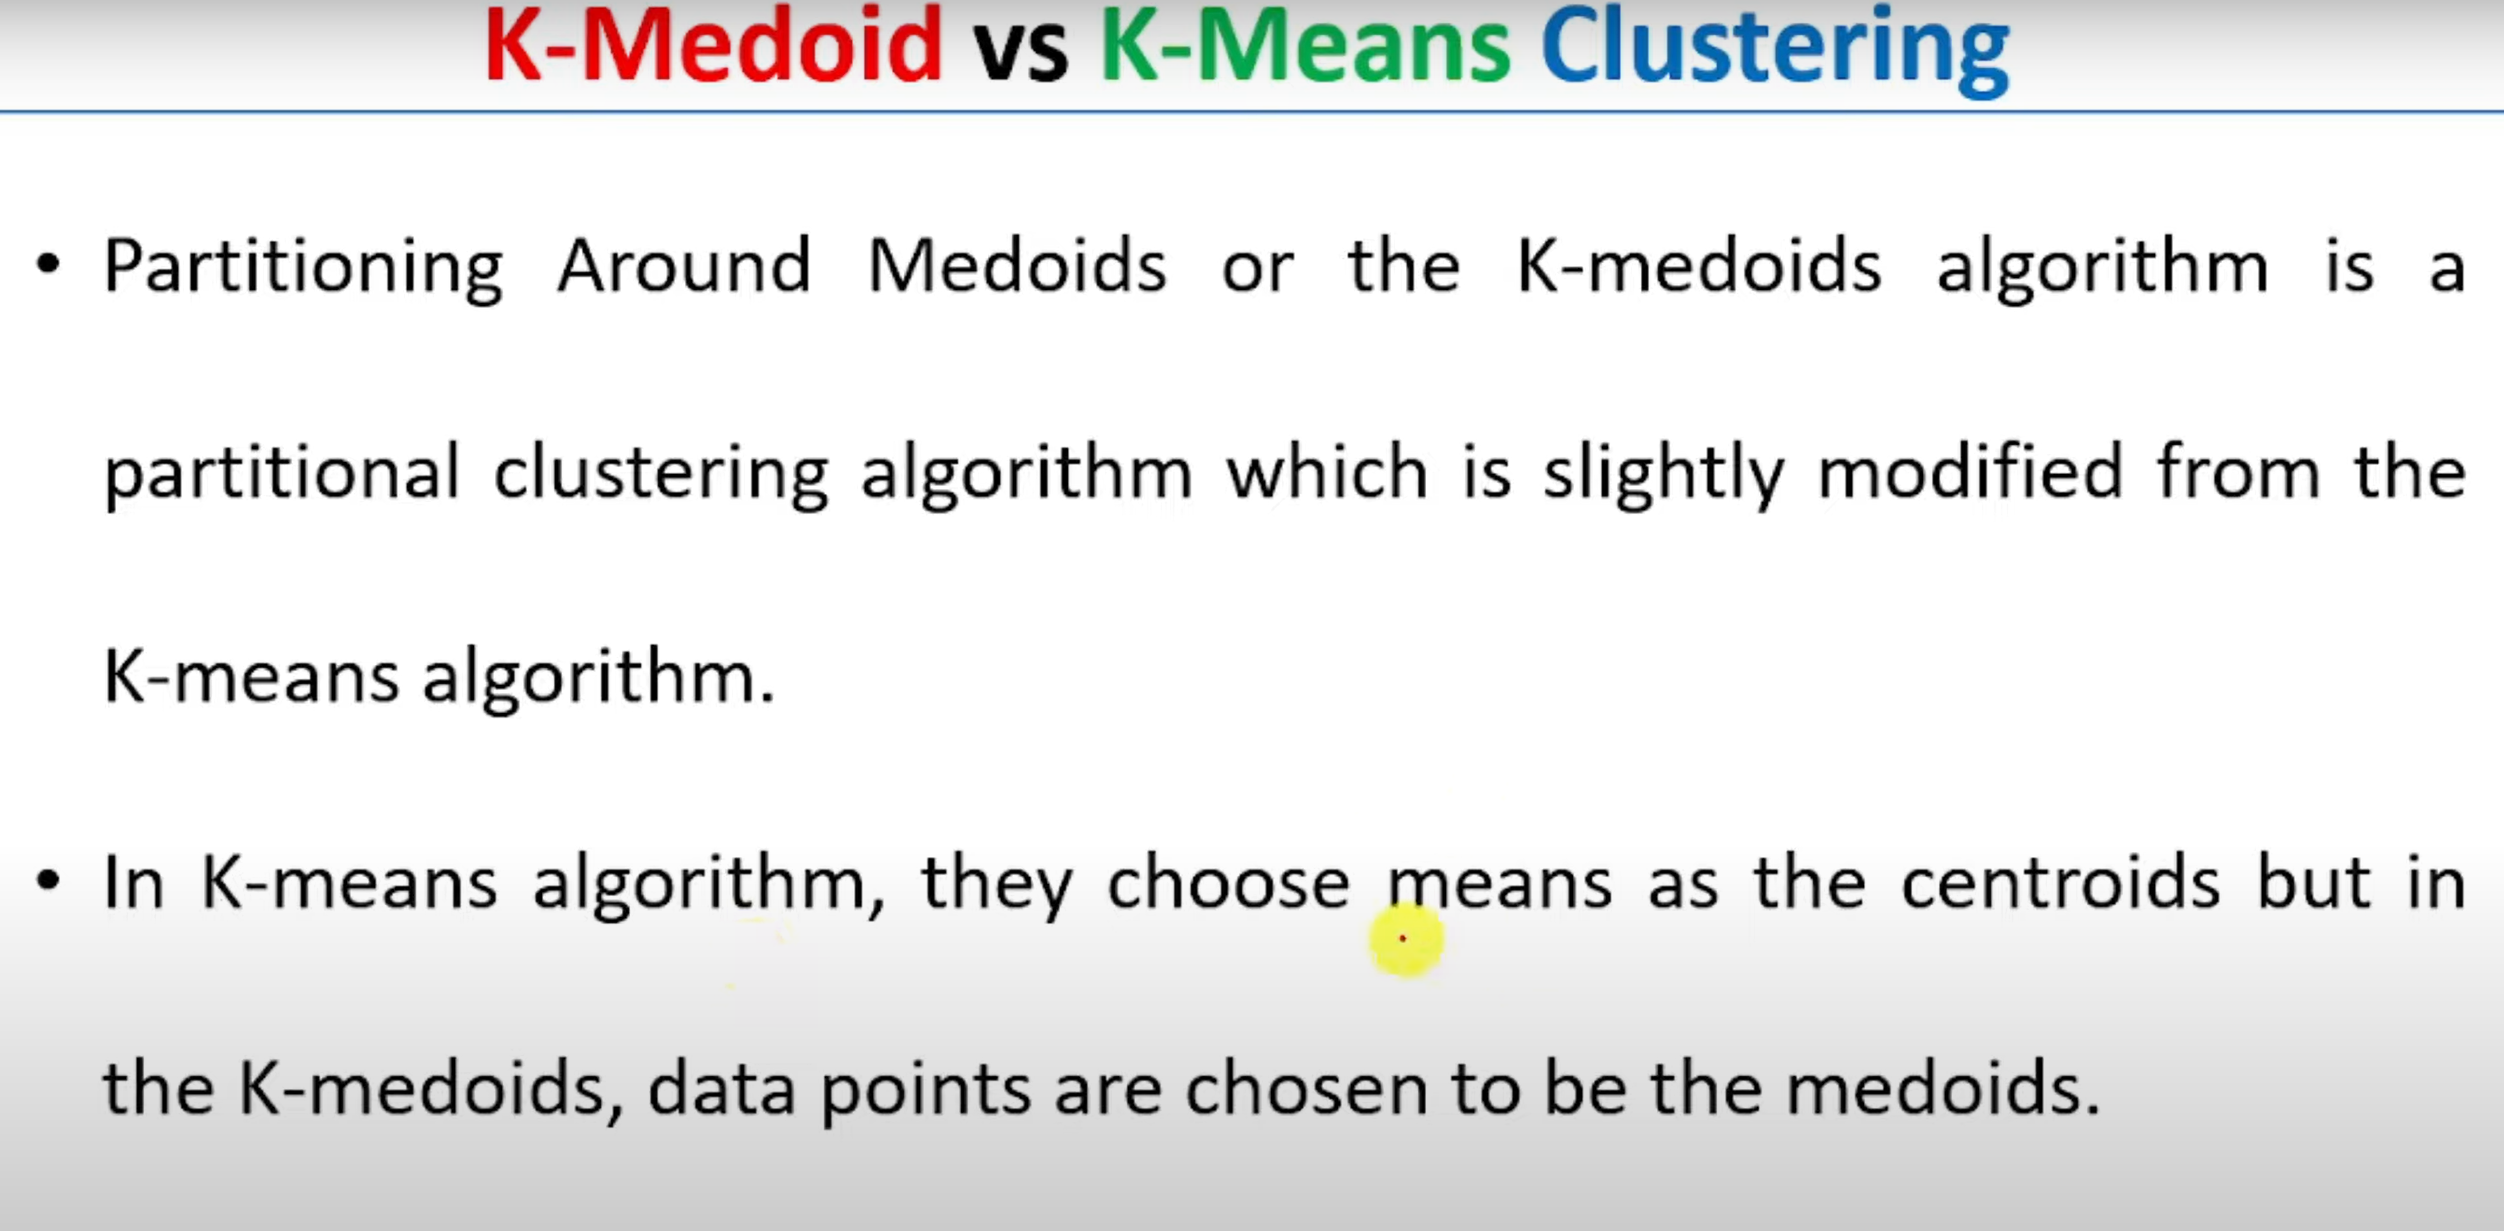 K-Medoid vs K-Means Clustering
• Partitioning Around Medoids or the K-medoids algorithm is a
partitional clustering algorithm which is slightly modified from the
K-means algorithm.
• In K-means algorithm, they choose means as the centroids but in
the K-medoids, data points are chosen to be the medoids.